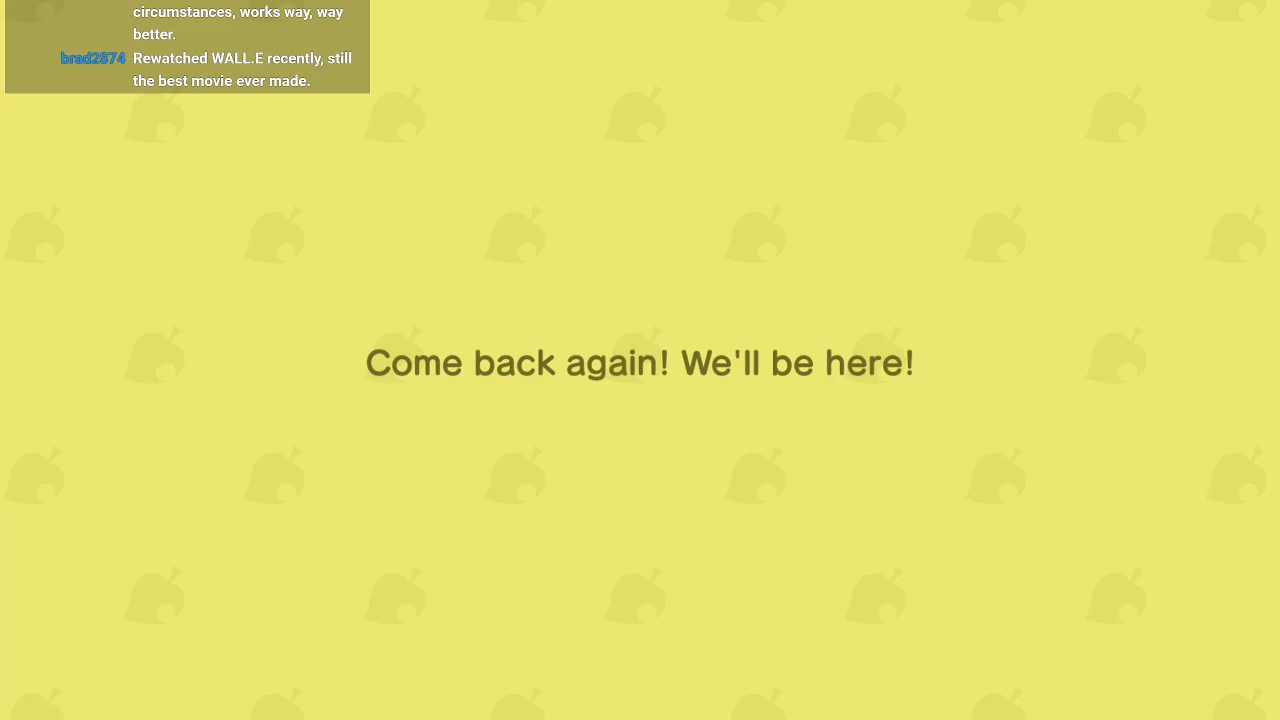 circumstances, works way, way
better.
brad2874 Rewatched WALL.E recently, still
the best movie ever made.
Come back again! We'll be here!